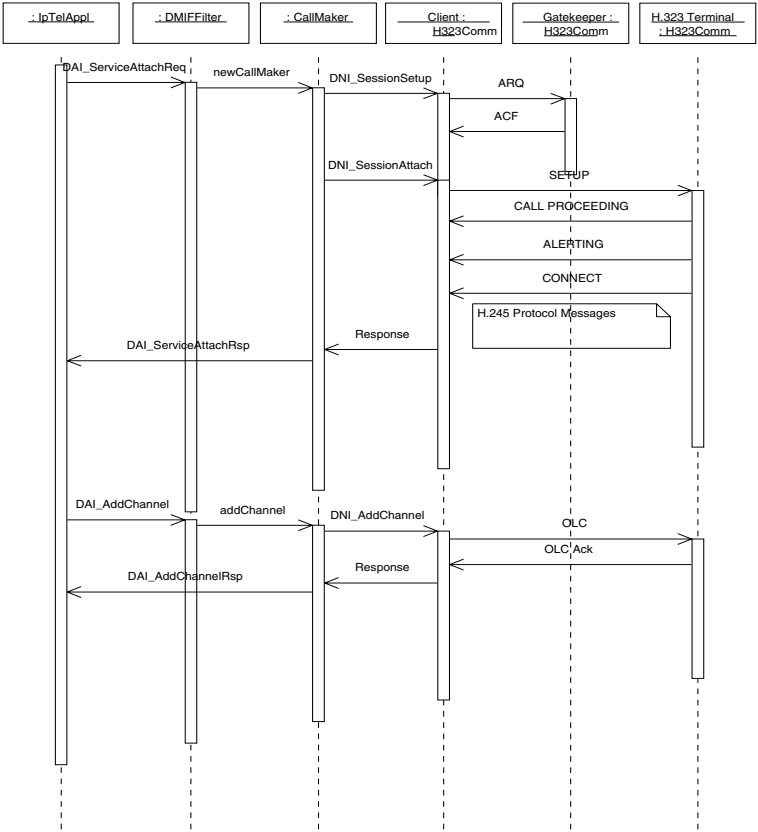 : IpTelAppl
: DMIFFilter
: CallMaker
Client :
H323Comm
Gatekeeper :
H323Comm
H.323 Terminal
: H323Comm
DAI_ServiceAttachReq
newCallMaker
DNI_SessionSetup
ARQ
ACF
DNI_SessionAttach
SETUP
CALL PROCEEDING
ALERTING
CONNECT
H.245 Protocol Messages
Response
DAI_ServiceAttachRsp
DAI_AddChannel
addChannel
DNI_AddChannel
OLC
OLC Ack
Response
DAI_AddChannelRsp